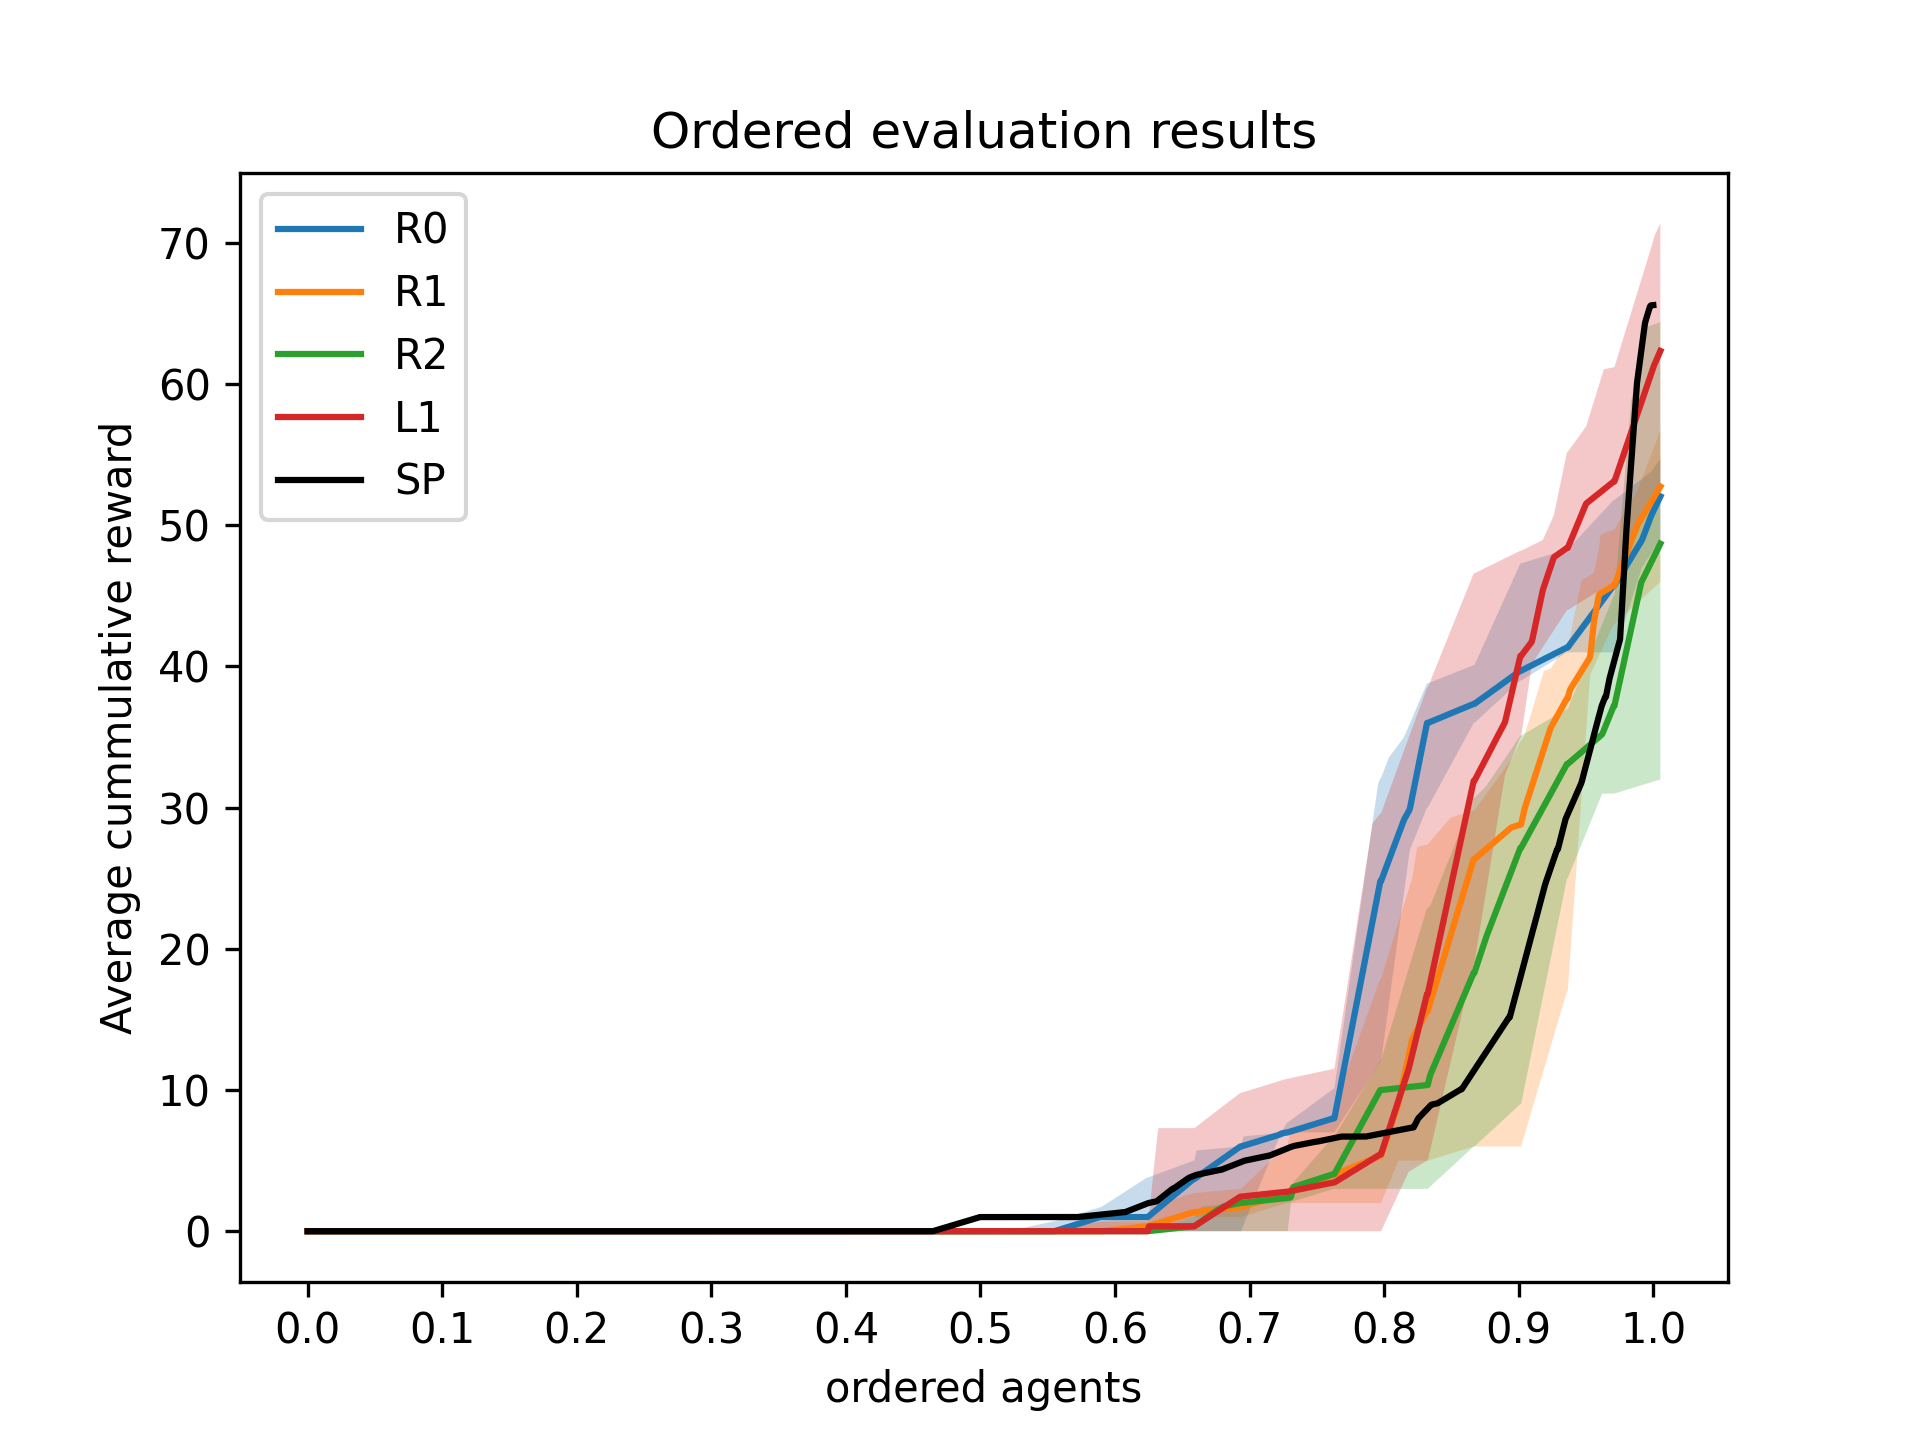 Ordered evaluation results
R0
R1
R2
L1
SP
Average cummulative reward
70
60
50
40
30
20
10
0
0.0 0.1 0.2 0.3 0.4 0.5 0.6 0.7 0.8 0.9 1.0
ordered agents